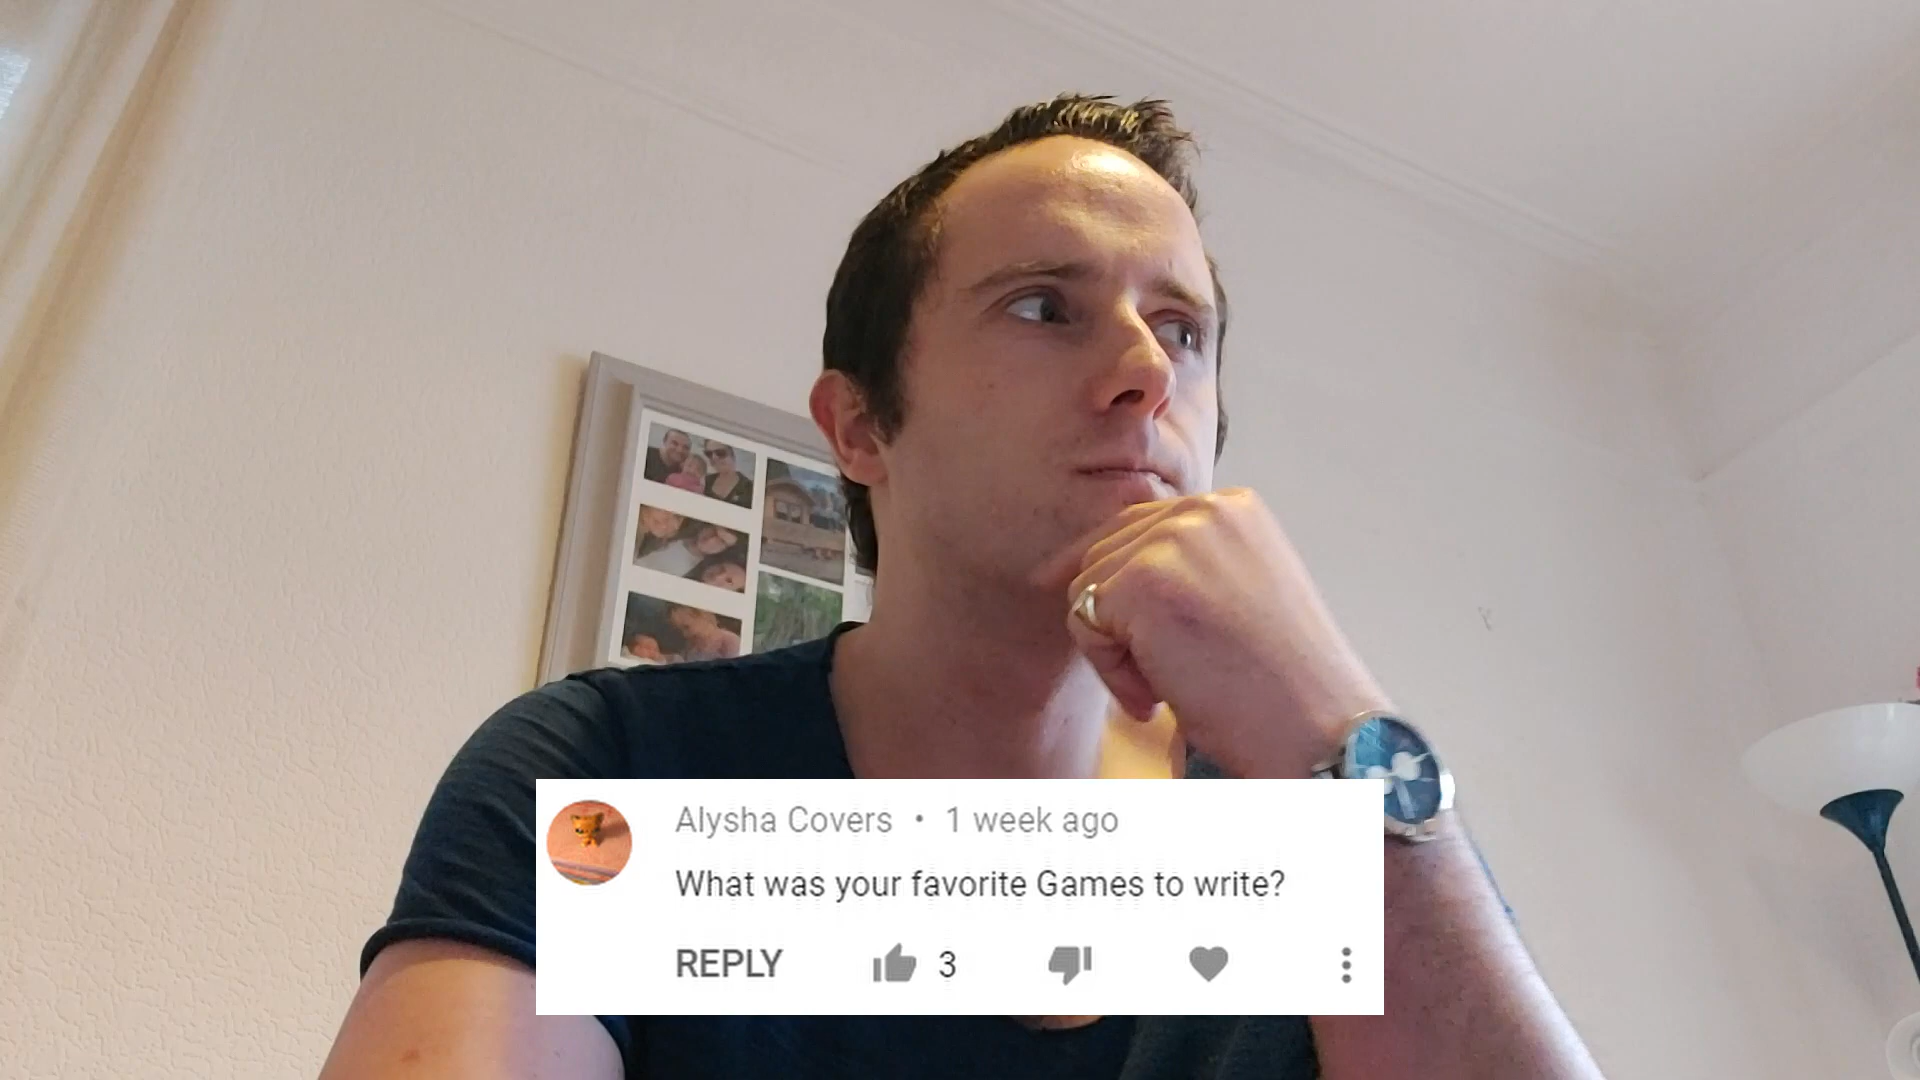 Alysha Covers • 1 week ago
What was your favorite Games to write?
REPLY 3